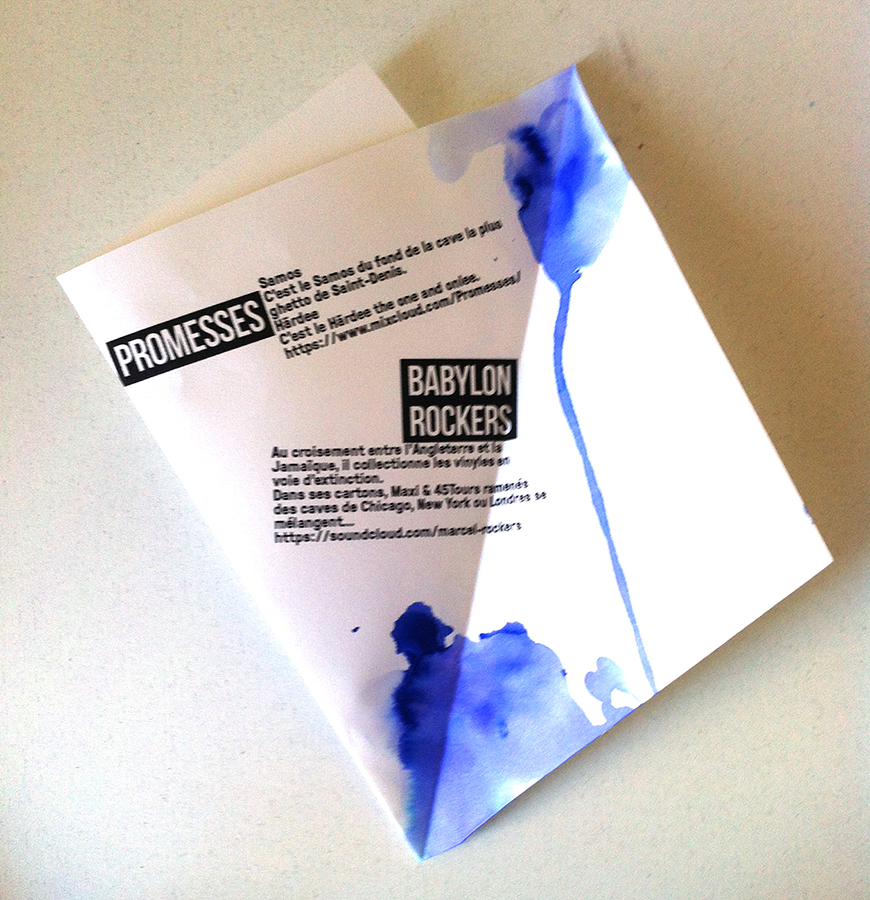 PROMESSES
Samos
C'est le Samos du fond de la cave la plus
ghetto de Saint-Denis.
Hardee
C'est le Hardee the one and onlee.
https://www.mixcloud.com/Promesses/
BABYLON
ROCKERS
Au croisement entre l'Angleterre et la
Jamaïque, il collectionne les vinyles en
voie d'extinction.
Dans ses cartons, Maxi & 45Tours ramenés
des caves de Chicago, New York ou Londres se
mélangent...
https://soundcloud.com/marcel-rockers